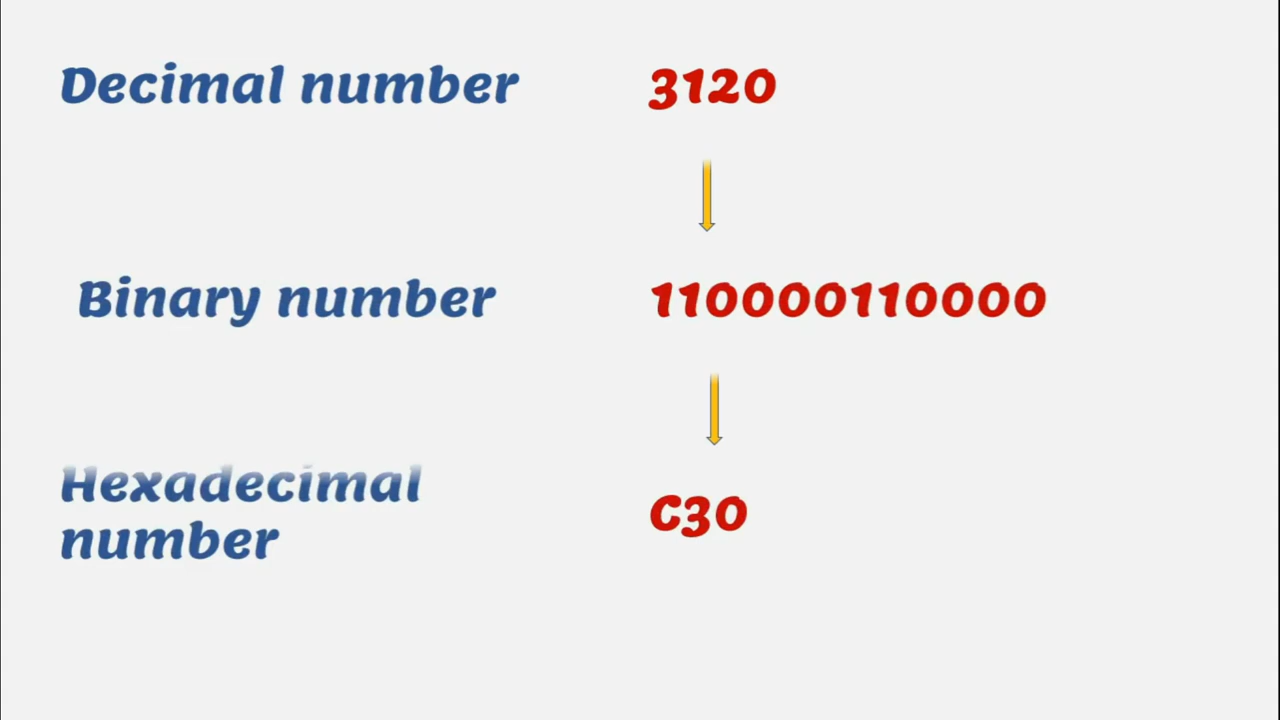 Decimal number 3120
Binary number 110000110000
Hexadecimal
number
C30